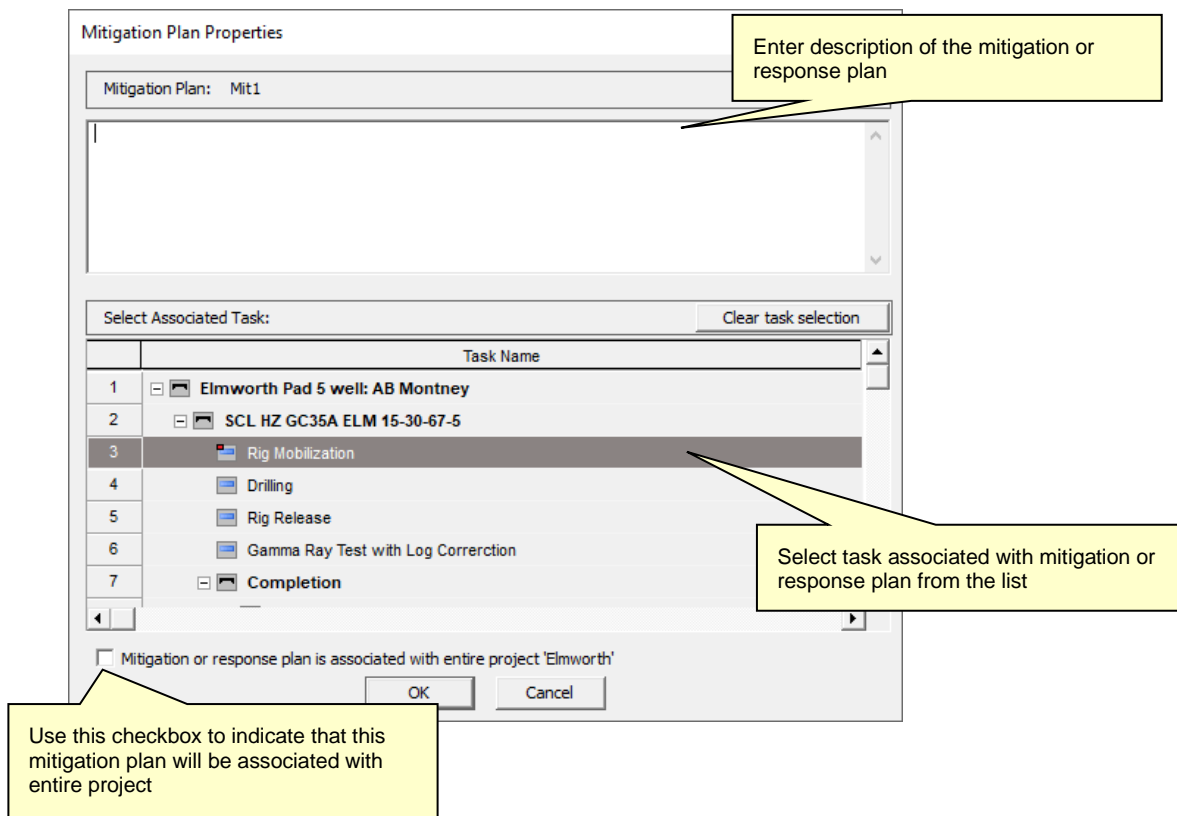 Mitigation Plan Properties
Enter description of the mitigation or
response plan
Mitigation Plan: Mit1
Select Associated Task:
Clear task selection
Task Name
1 Elmworth Pad 5 well: AB Montney
2 SCL HZ GC35A ELM 15-30-67-5
3 Rig Mobilization
4 Drilling
5 Rig Release
6 Gamma Ray Test with Log Correrction
7 Completion
Select task associated with mitigation or
response plan from the list
Mitigation or response plan is associated with entire project 'Elmworth'
OK
Cancel
Use this checkbox to indicate that this
mitigation plan will be associated with
entire project